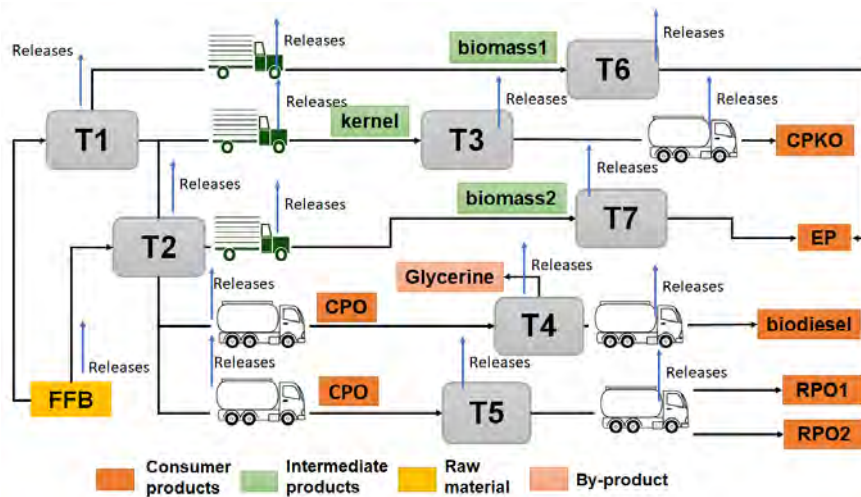 Releases
Releases
Releases
biomass1
T6
T1
Releases
kernel
Releases
T3
Releases
CPKO
Releases
Releases
Releases
biomass2
T7
T2
EP
Releases
Releases
Releases
Glycerine
CPO
T4
biodiesel
Releases
Releases
Releases
Releases
FFB
CPO
T5
RPO1
RPO2
Consumer
products
Intermediate
products
Raw
material
By-product